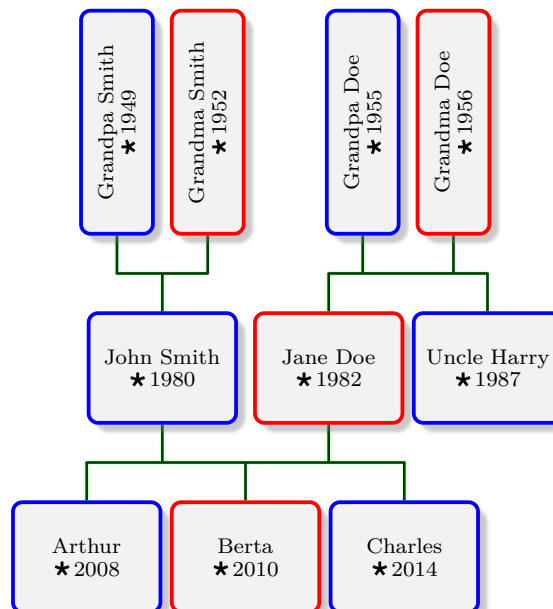 Grandpa Smith
★1949
Grandma Smith
★1952
Grandpa Doe
★1955
Grandma Doe
★1956
John Smith
★1980
Jane Doe
★1982
Uncle Harry
★1987
Arthur
★2008
Berta
★2010
Charles
★2014